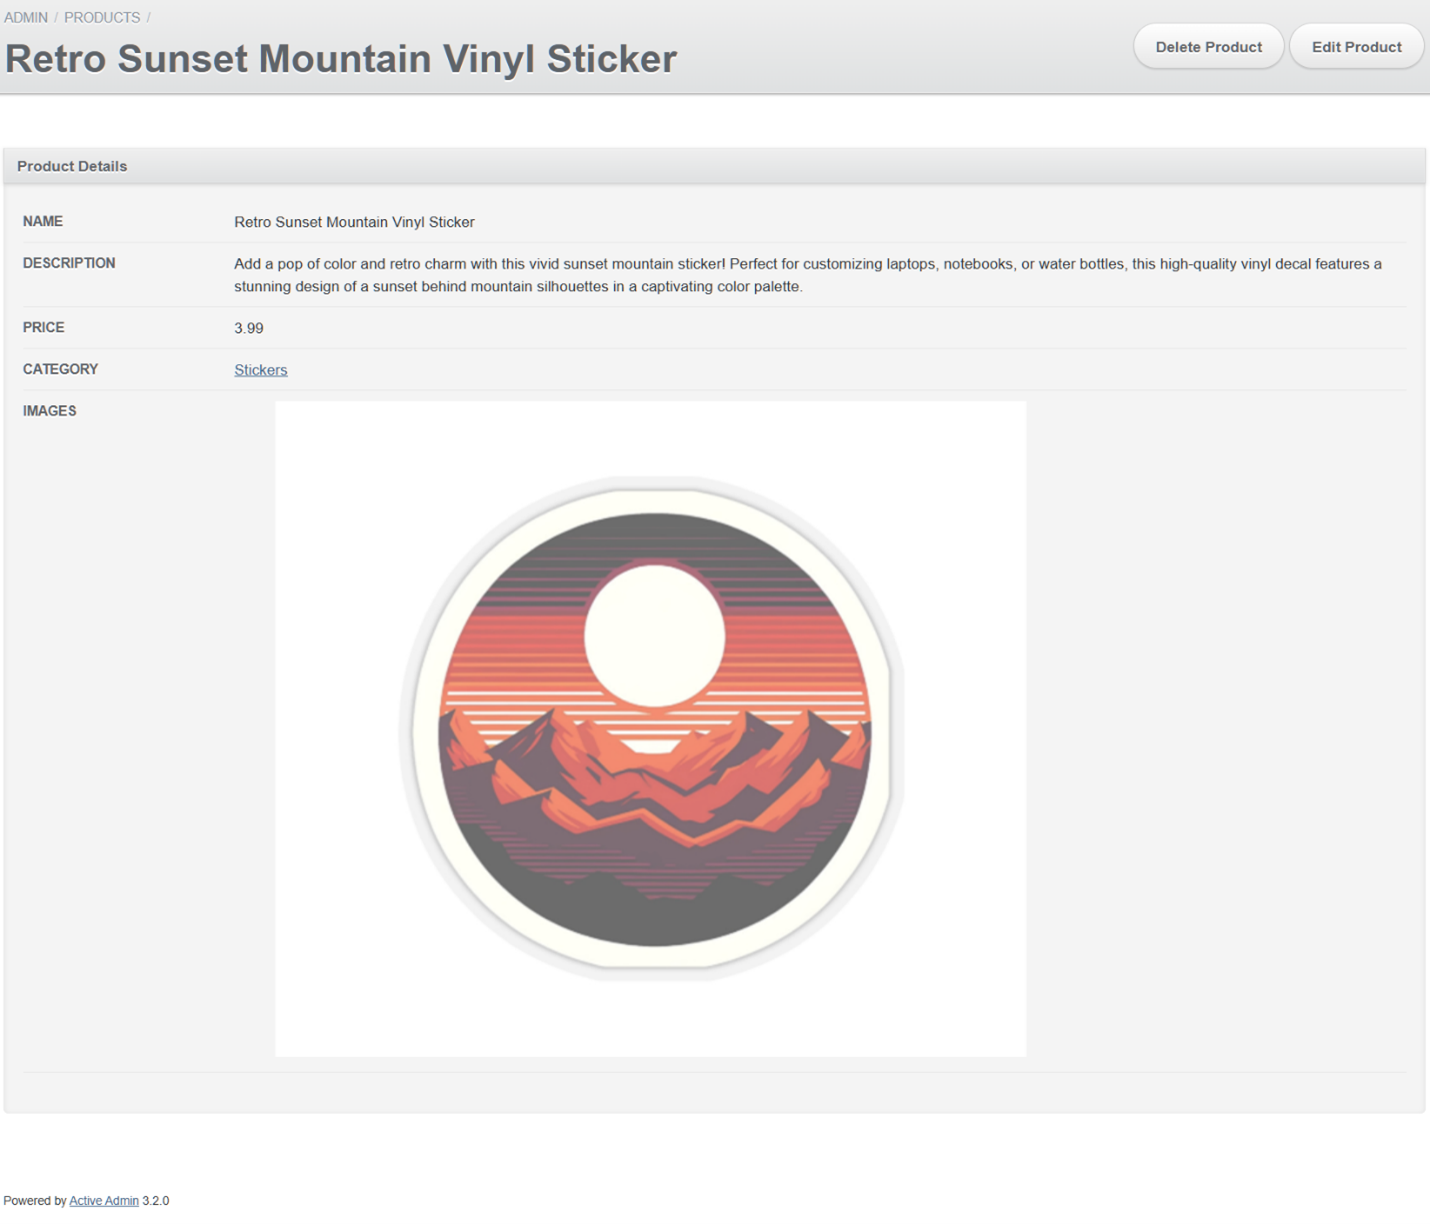 ADMIN / PRODUCTS /
Retro Sunset Mountain Vinyl Sticker
Delete Product
Edit Product
Product Details
NAME
Retro Sunset Mountain Vinyl Sticker
DESCRIPTION
Add a pop of color and retro charm with this vivid sunset mountain sticker! Perfect for customizing laptops, notebooks, or water bottles, this high-quality vinyl decal features a
stunning design of a sunset behind mountain silhouettes in a captivating color palette.
PRICE
3.99
CATEGORY
Stickers
IMAGES
Powered by Active Admin 3.2.0